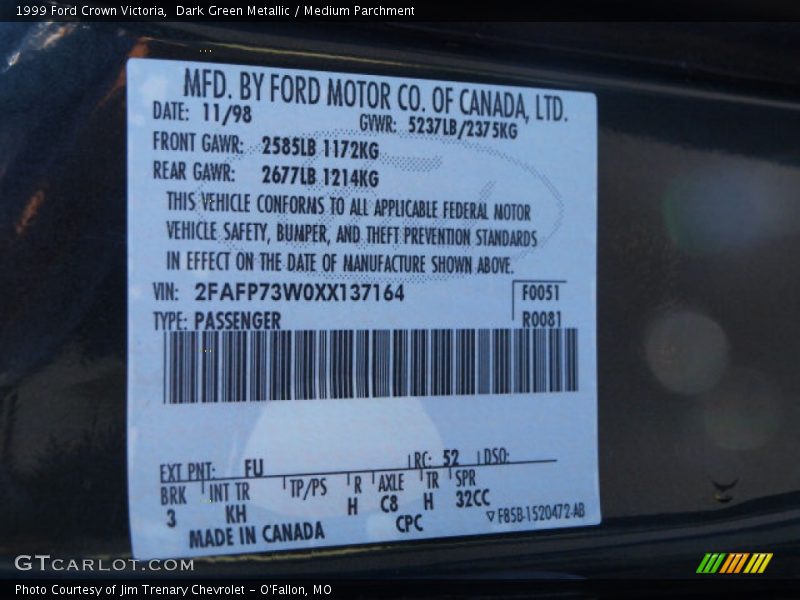 1999 Ford Crown Victoria,  Dark Green Metallic / Medium Parchment
MFD. BY FORD MOTOR CO. OF CANADA, LTD.
DATE: 11/98
GVWR: 5237LB/2375KG
FRONT GAWR: 2585LB 1172KG
REAR GAWR: 2677LB 1214KG
THIS VEHICLE CONFORMS TO ALL APPLICABLE FEDERAL MOTOR
VEHICLE SAFETY, BUMPER, AND THEFT PREVENTION STANDARDS
IN EFFECT ON THE DATE OF MANUFACTURE SHOWN ABOVE.
VIN: 2FAFP73W0XX137164
F0051
TYPE: PASSENGER
R0081
EXT PNT: FU RC: 52 DSO:
BRK INT TR TP/PS R AXLE TR SPR
3 KH H C8 H 32CC
MADE IN CANADA CPC ▽F85B-1520472-AB
GTCARLOT.COM
Photo Courtesy of Jim Trenary Chevrolet - O'Fallon, MO